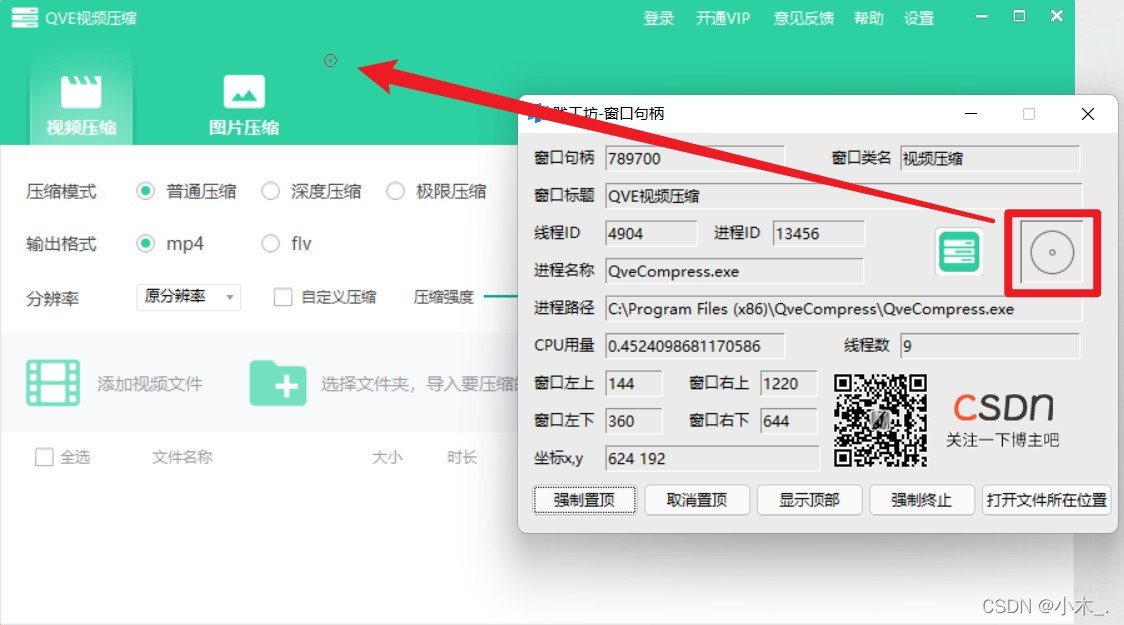 QVE视频压缩
登录 开通VIP 意见反馈 帮助 设置
视频压缩 图片压缩
压缩模式 普通压缩 深度压缩 极限压缩
输出格式 mp4 flv
分辨率 原分辨率 自定义压缩 压缩强度
添加视频文件 选择文件夹，导入要压缩的
全选 文件名称 大小 时长
工坊-窗口句柄
窗口句柄 789700 窗口类名 视频压缩
窗口标题 QVE视频压缩
线程ID 4904 进程ID 13456
进程名称 QveCompress.exe
进程路径 C:\Program Files (x86)\QveCompress\QveCompress.exe
CPU用量 0.4524098681170586 线程数 9
窗口左上 144 窗口右上 1220
窗口左下 360 窗口右下 644
坐标x,y 624 192
CSDN
关注一下博主吧
强制置顶 取消置顶 显示顶部 强制终止 打开文件所在位置
CSDN @小木_.